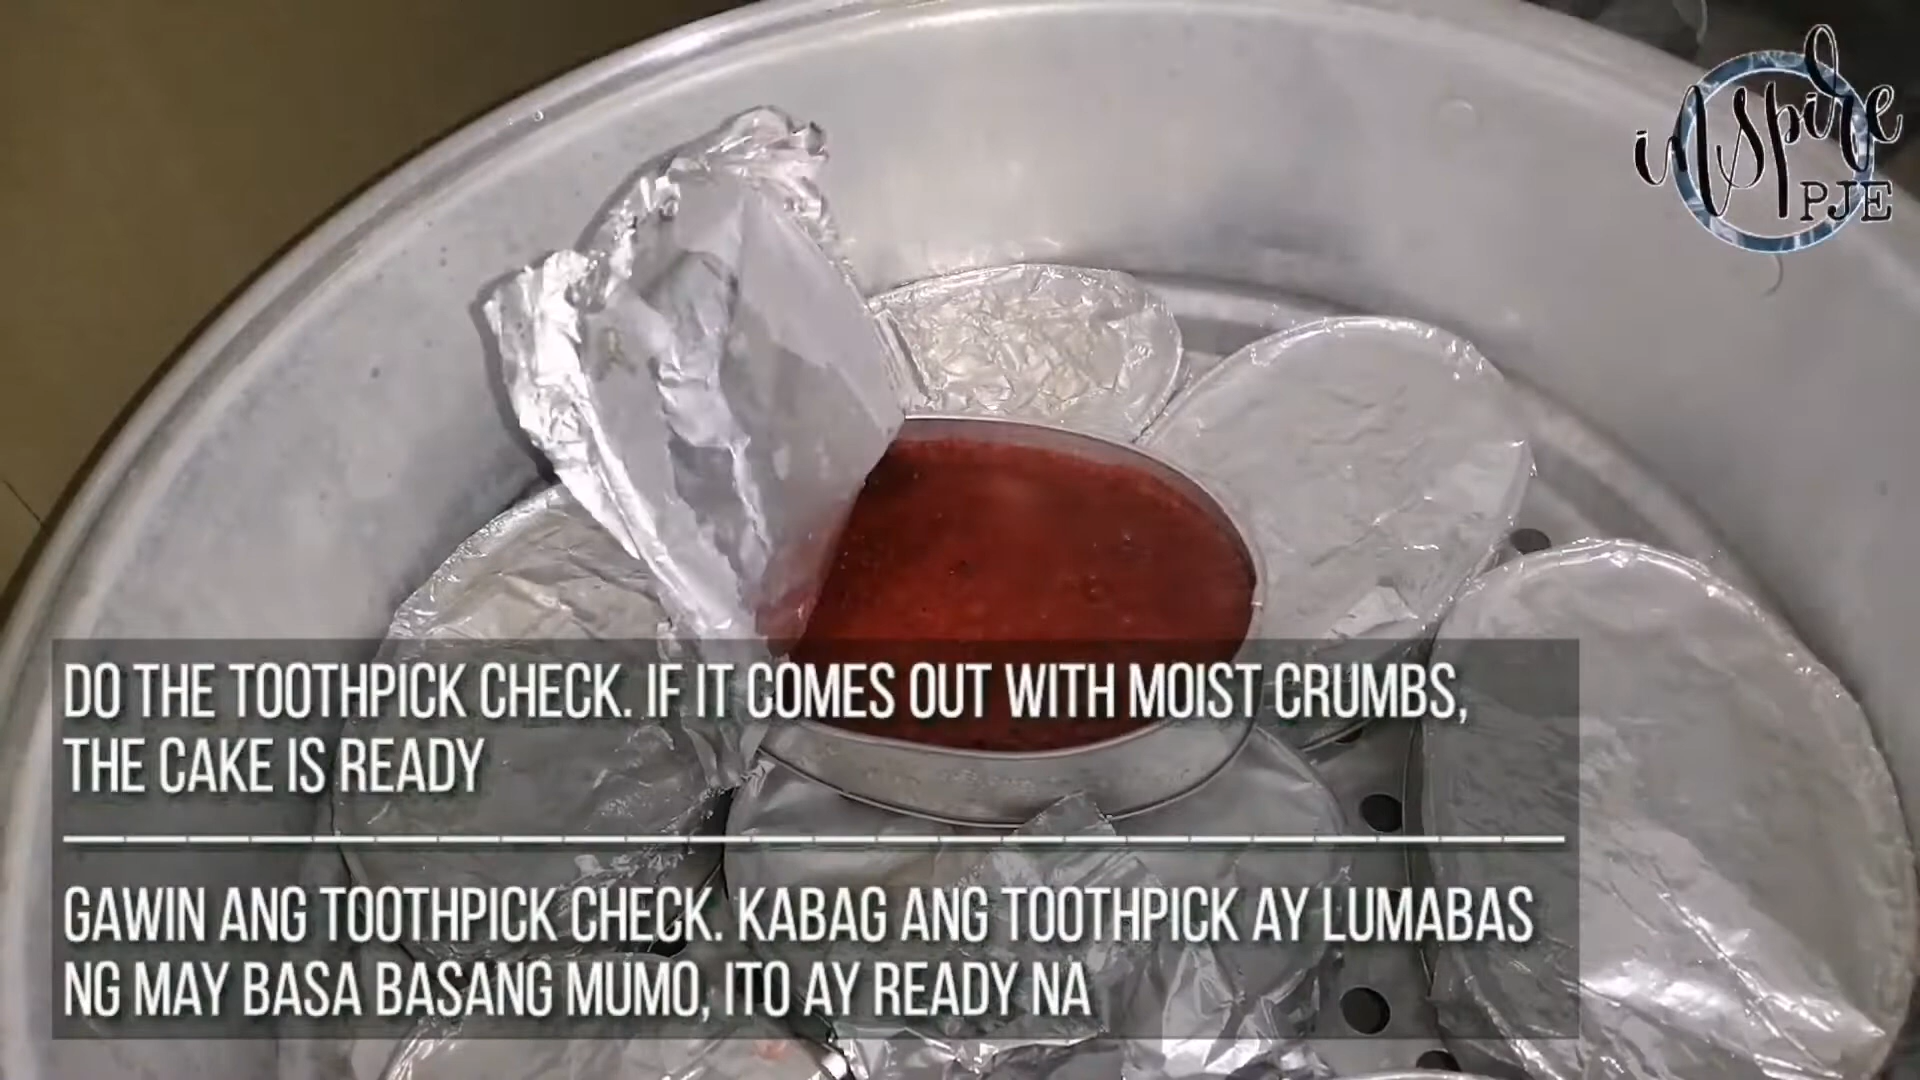 inspire
PJE
DO THE TOOTHPICK CHECK. IF IT COMES OUT WITH MOIST CRUMBS,
THE CAKE IS READY
GAWIN ANG TOOTHPICK CHECK. KABAG ANG TOOTHPICK AY LUMABAS
NG MAY BASA BASANG MUMO, ITO AY READY NA